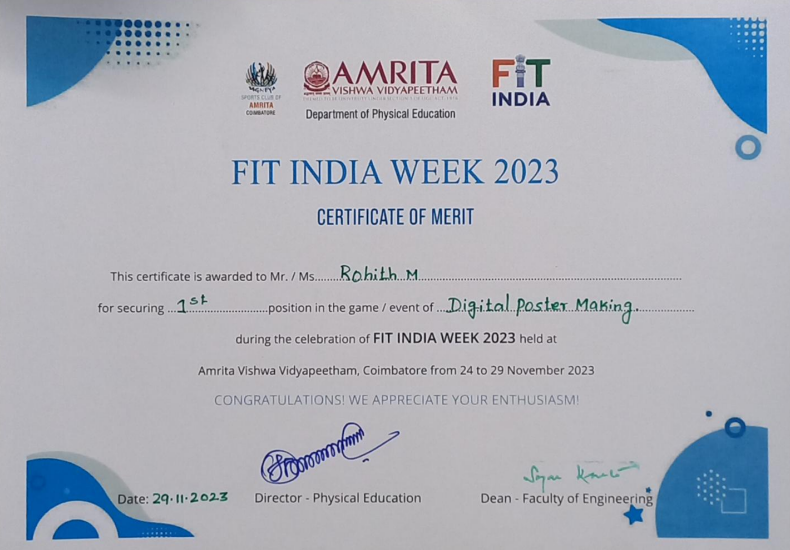 SPORTS CLUB OF
AMRITA
COIMBATORE
AMRITA
VISHWA VIDYAPEETHAM
Department of Physical Education
FIT
INDIA
FIT INDIA WEEK 2023
CERTIFICATE OF MERIT
This certificate is awarded to Mr. / Ms. Rohith M
for securing 1st position in the game / event of Digital Poster Making.
during the celebration of FIT INDIA WEEK 2023 held at
Amrita Vishwa Vidyapeetham, Coimbatore from 24 to 29 November 2023
CONGRATULATIONS! WE APPRECIATE YOUR ENTHUSIASM!
Date: 29.11.2023
Director - Physical Education
Dean - Faculty of Engineering